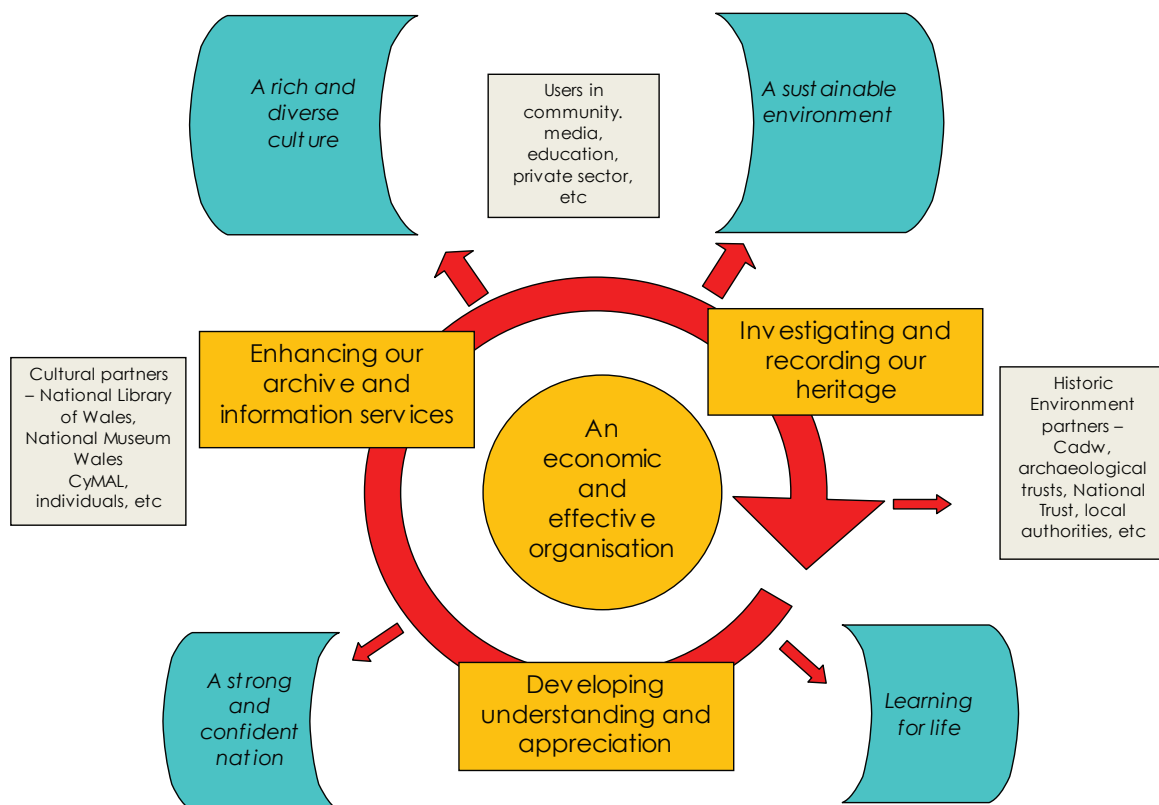 A rich and
diverse
culture
Users in
community.
media,
education,
private sector,
etc
A sustainable
environment
Enhancing our
archive and
information services
Investigating and
recording our
heritage
Cultural partners
– National Library
of Wales,
National Museum
Wales
CyMAL,
individuals, etc
An
economic
and
effective
organisation
Historic
Environment
partners –
Cadw,
archaeological
trusts, National
Trust, local
authorities, etc
A strong
and
confident
nation
Developing
understanding and
appreciation
Learning
for life